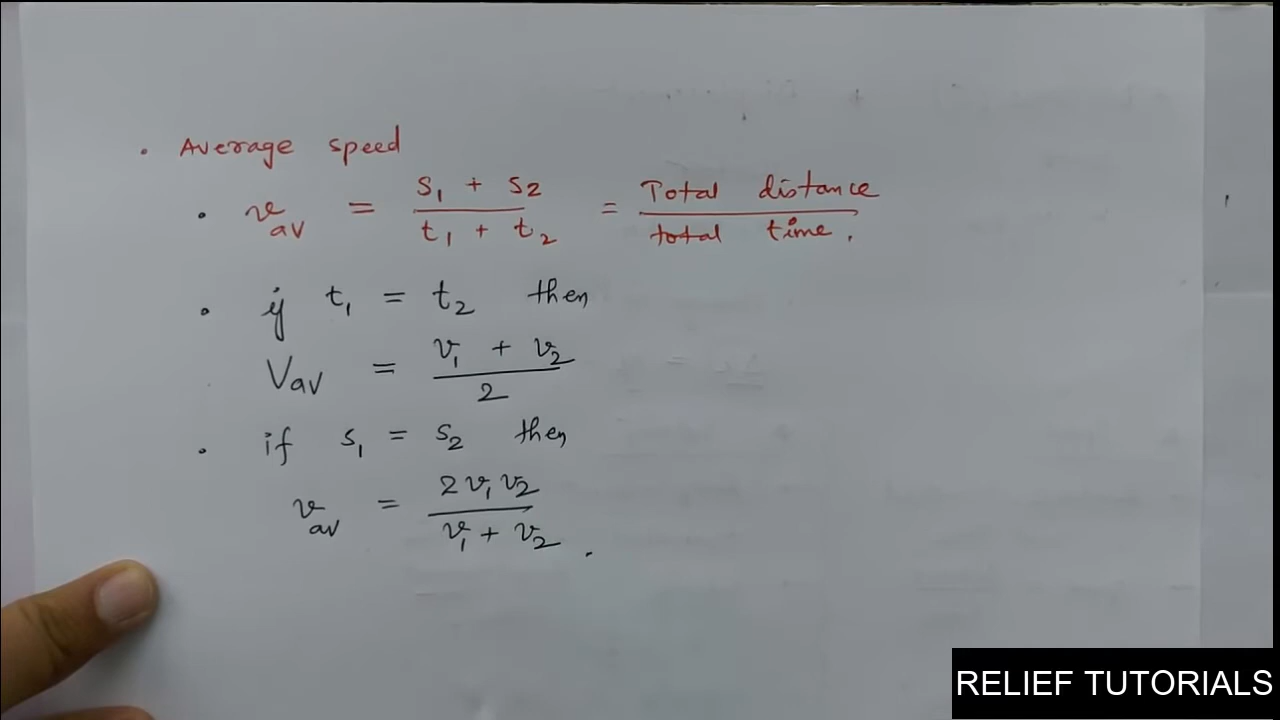 . Average speed
. v_av = (s₁ + s₂)/(t₁ + t₂) = Total distance/total time.
. if t₁ = t₂ then
V_av = (v₁ + v₂)/2
. if s₁ = s₂ then
v_av = 2v₁v₂/(v₁ + v₂).
RELIEF TUTORIALS